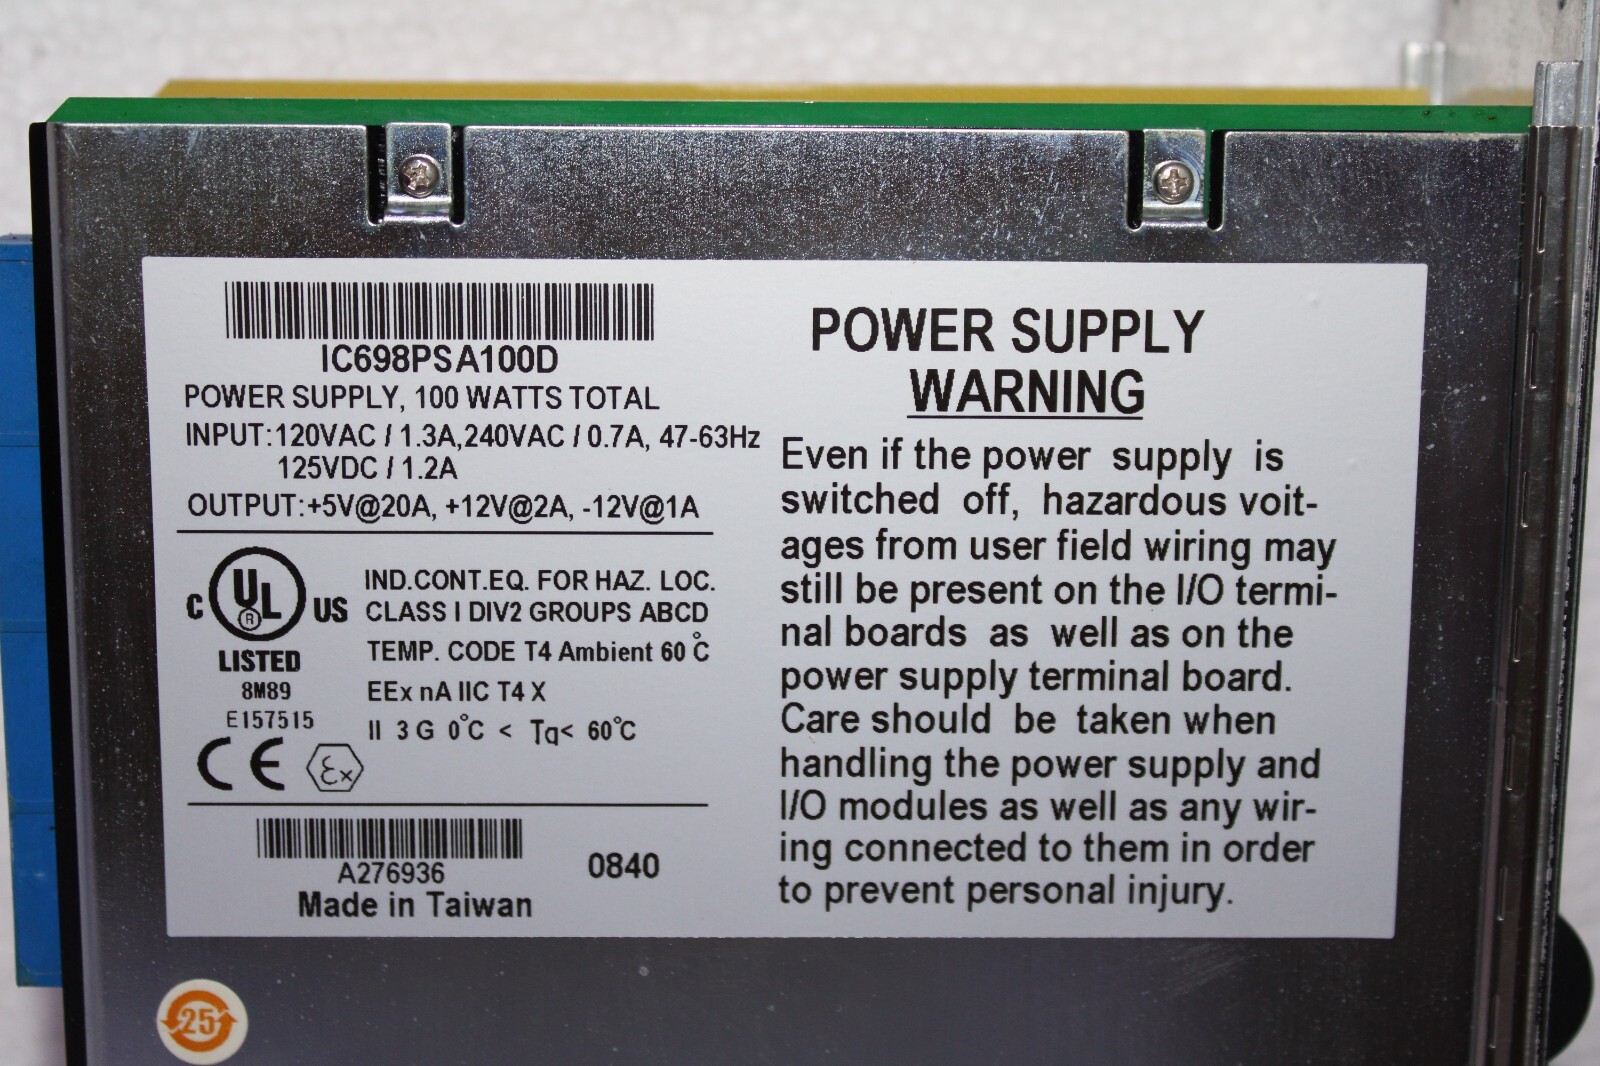 IC698PSA100D
POWER SUPPLY, 100 WATTS TOTAL
INPUT:120VAC / 1.3A,240VAC / 0.7A, 47-63Hz
125VDC / 1.2A
OUTPUT:+5V@20A, +12V@2A, -12V@1A
C UL ® US
LISTED
8M89
E157515
IND.CONT.EQ. FOR HAZ. LOC.
CLASS I DIV2 GROUPS ABCD
TEMP. CODE T4 Ambient 60°C
EEx nA IIC T4 X
II 3 G 0°C < Ta< 60°C
CE Ex
A276936
0840
Made in Taiwan
POWER SUPPLY
WARNING
Even if the power supply is
switched off, hazardous voit-
ages from user field wiring may
still be present on the I/O termi-
nal boards as well as on the
power supply terminal board.
Care should be taken when
handling the power supply and
I/O modules as well as any wir-
ing connected to them in order
to prevent personal injury.
25